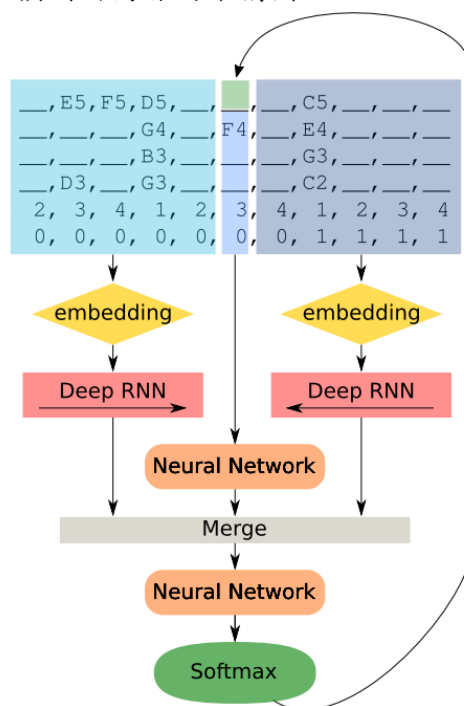 __,E5,F5,D5,__,__,__,C5,__,__,__
__,__,__,G4,__,F4,__,E4,__,__,__
__,__,__,B3,__,__,__,G3,__,__,__
__,D3,__,G3,__,__,__,C2,__,__,__
2, 3, 4, 1, 2, 3, 4, 1, 2, 3, 4
0, 0, 0, 0, 0, 0, 0, 1, 1, 1, 1
embedding
embedding
Deep RNN
Deep RNN
Neural Network
Merge
Neural Network
Softmax